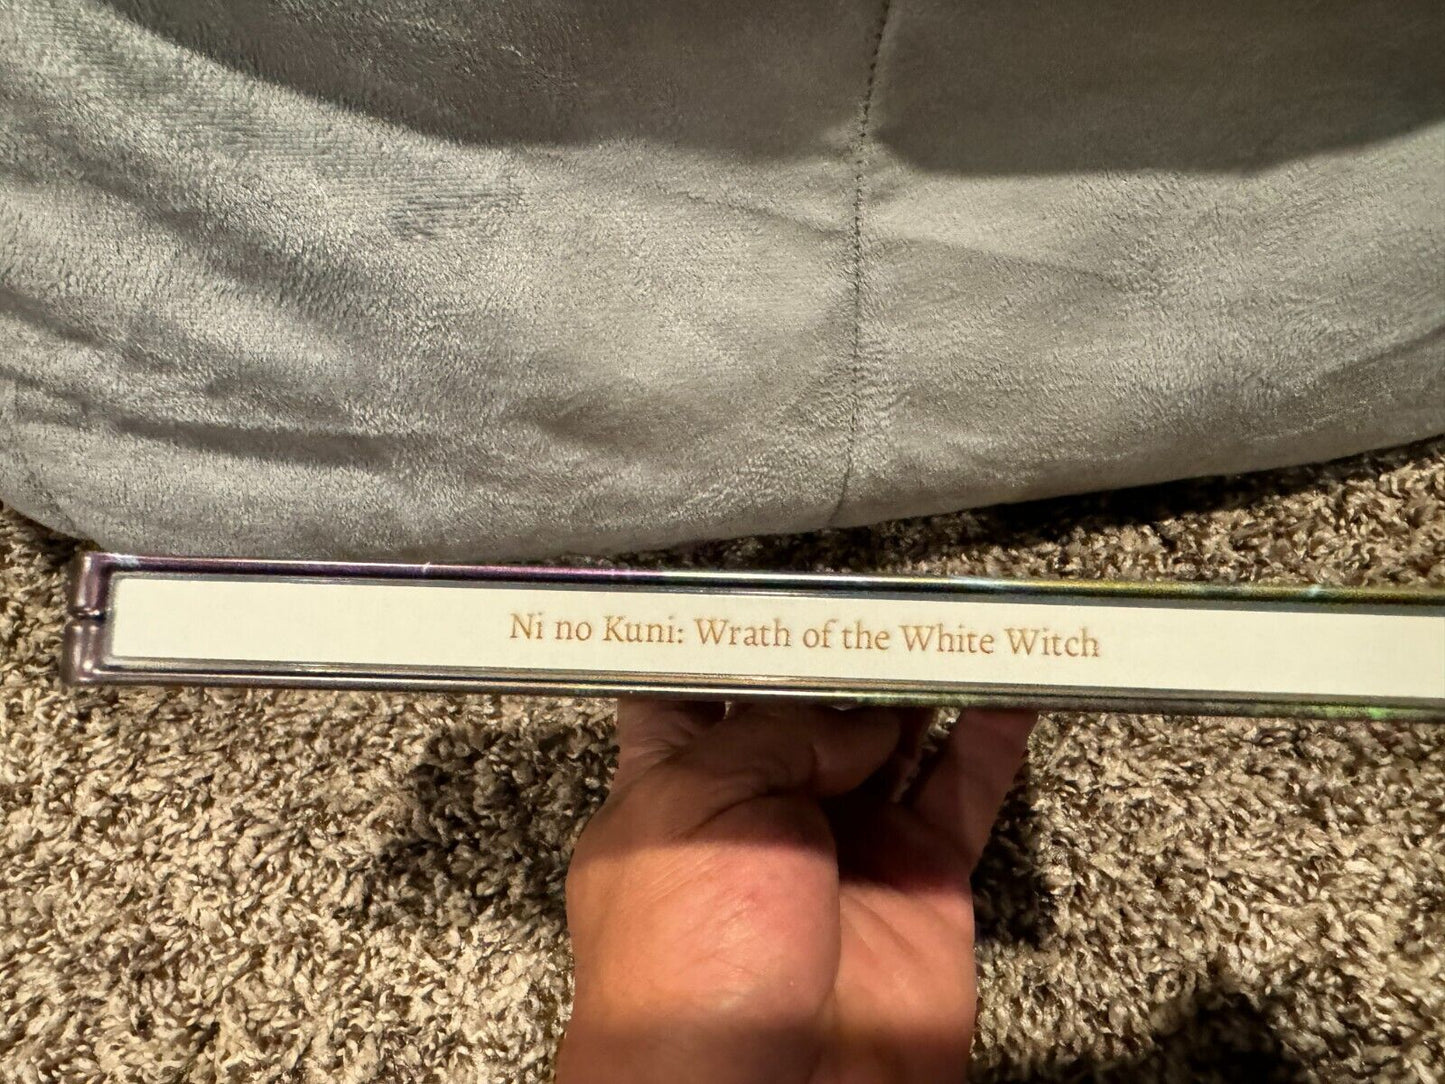 Ni no Kuni: Wrath of the White Witch